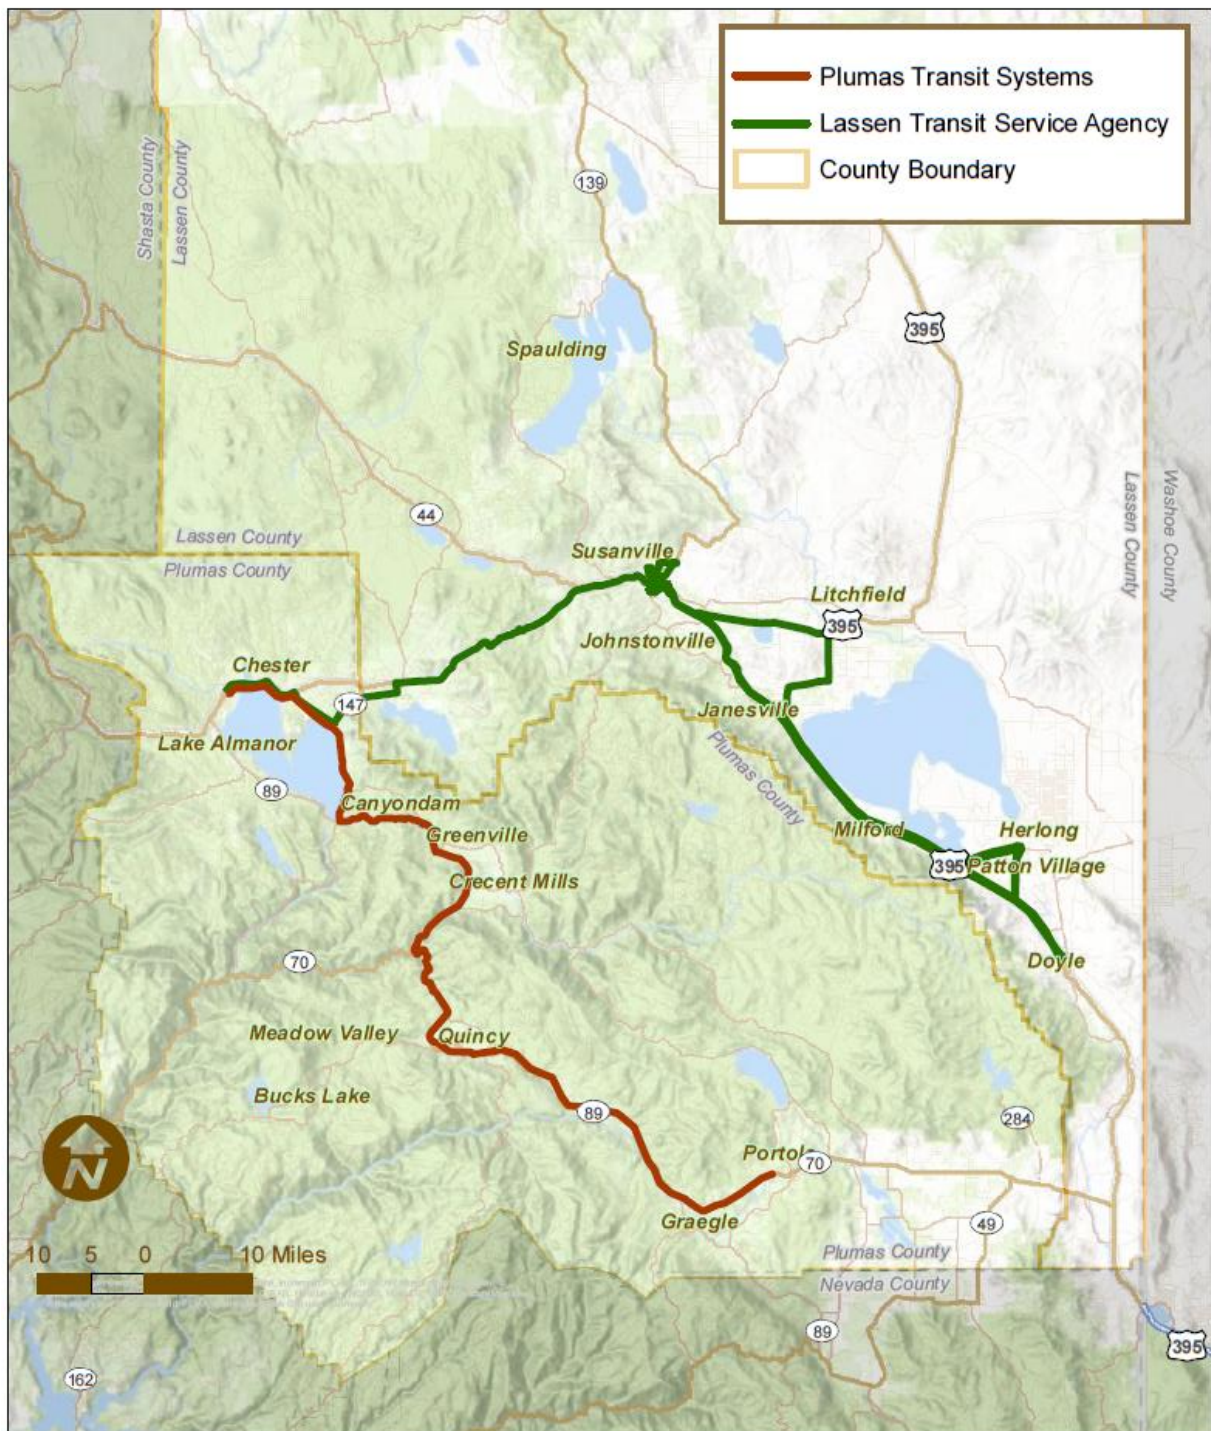 Plumas Transit Systems
Lassen Transit Service Agency
County Boundary
139
Shasta County
Lassen County
395
Spaulding
Lassen County
Washoe County
44
Lassen County
Plumas County
Susanville
Litchfield
395
Johnstonville
Chester
147
Janesville
Lake Almanor
Plumas County
89
Canyondam
Greenville
Milford
Herlong
395
Patton Village
Crecent Mills
70
Doyle
Meadow Valley
Quincy
Bucks Lake
89
284
N
Portola
70
Graegle
49
10 5 0 10 Miles
Plumas County
Nevada County
89
395
162